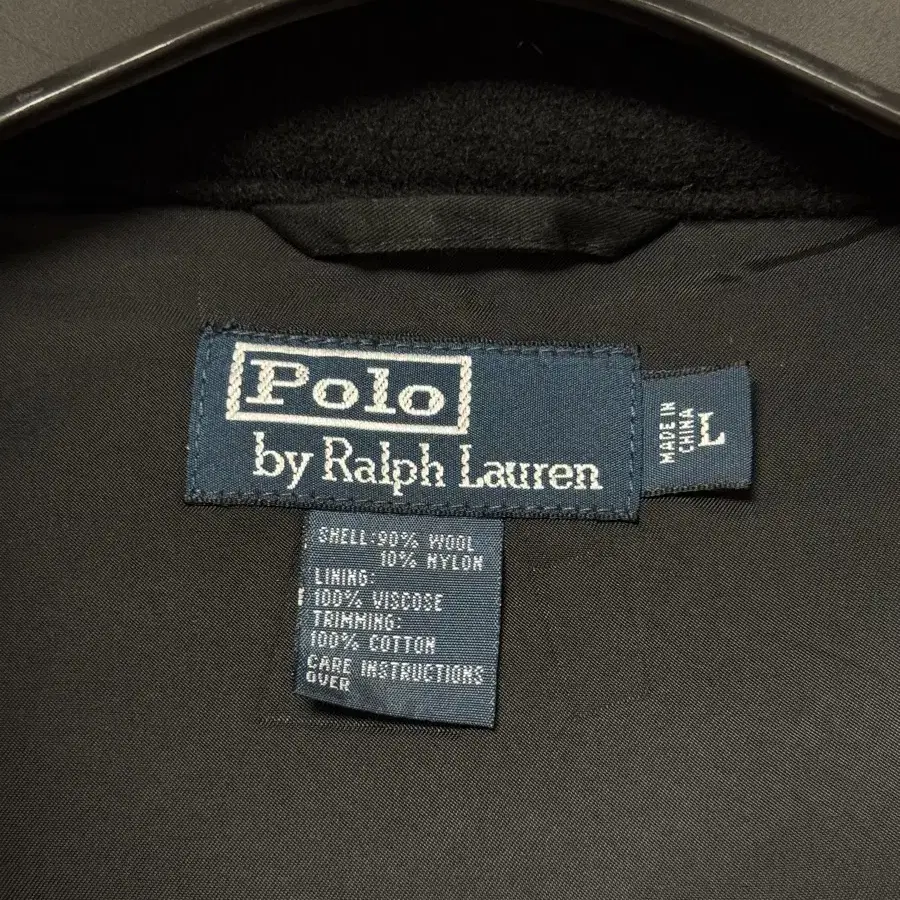 Polo
by Ralph Lauren
MADE IN
CHINA
L
SHELL:90% WOOL
10% NYLON
LINING:
100% VISCOSE
TRIMMING:
100% COTTON
CARE INSTRUCTIONS
OVER